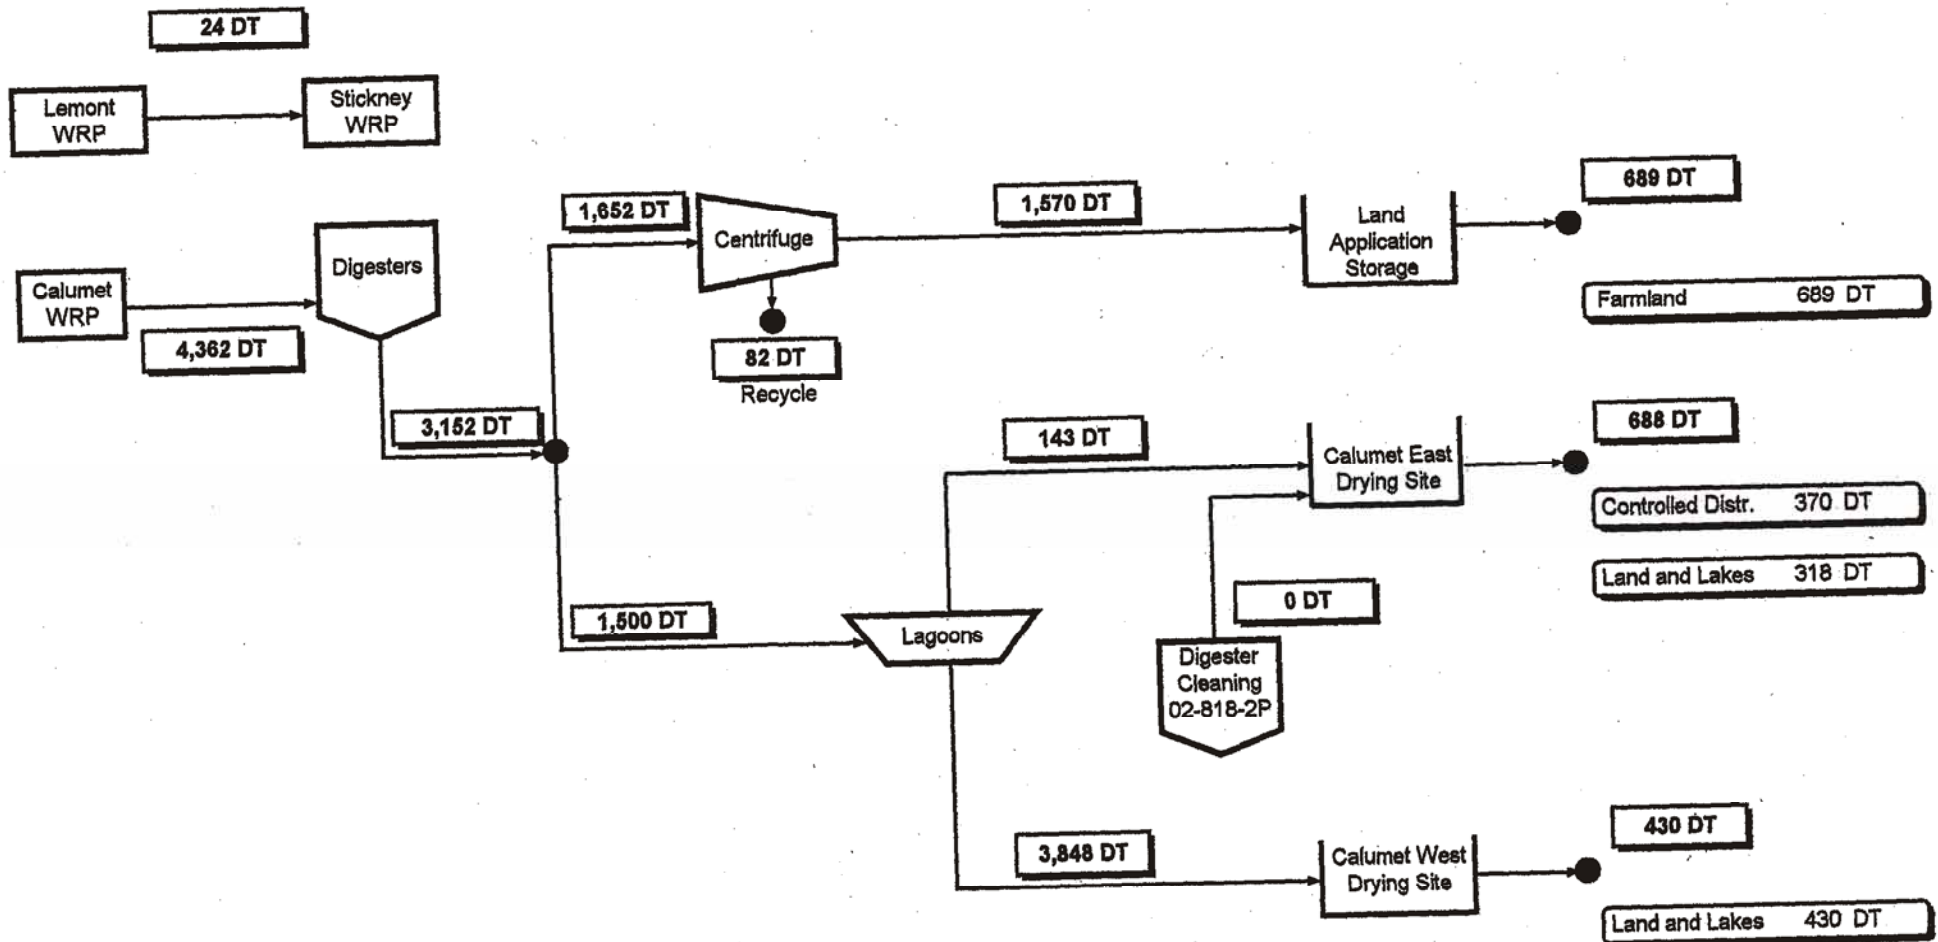 24 DT
Lemont
WRP
Stickney
WRP
Calumet
WRP
4,362 DT
Digesters
3,152 DT
1,652 DT
Centrifuge
82 DT
Recycle
1,570 DT
Land
Application
Storage
689 DT
Farmland 689 DT
1,500 DT
Lagoons
143 DT
Calumet East
Drying Site
688 DT
Controlled Distr. 370 DT
Land and Lakes 318 DT
0 DT
Digester
Cleaning
02-818-2P
3,848 DT
Calumet West
Drying Site
430 DT
Land and Lakes 430 DT